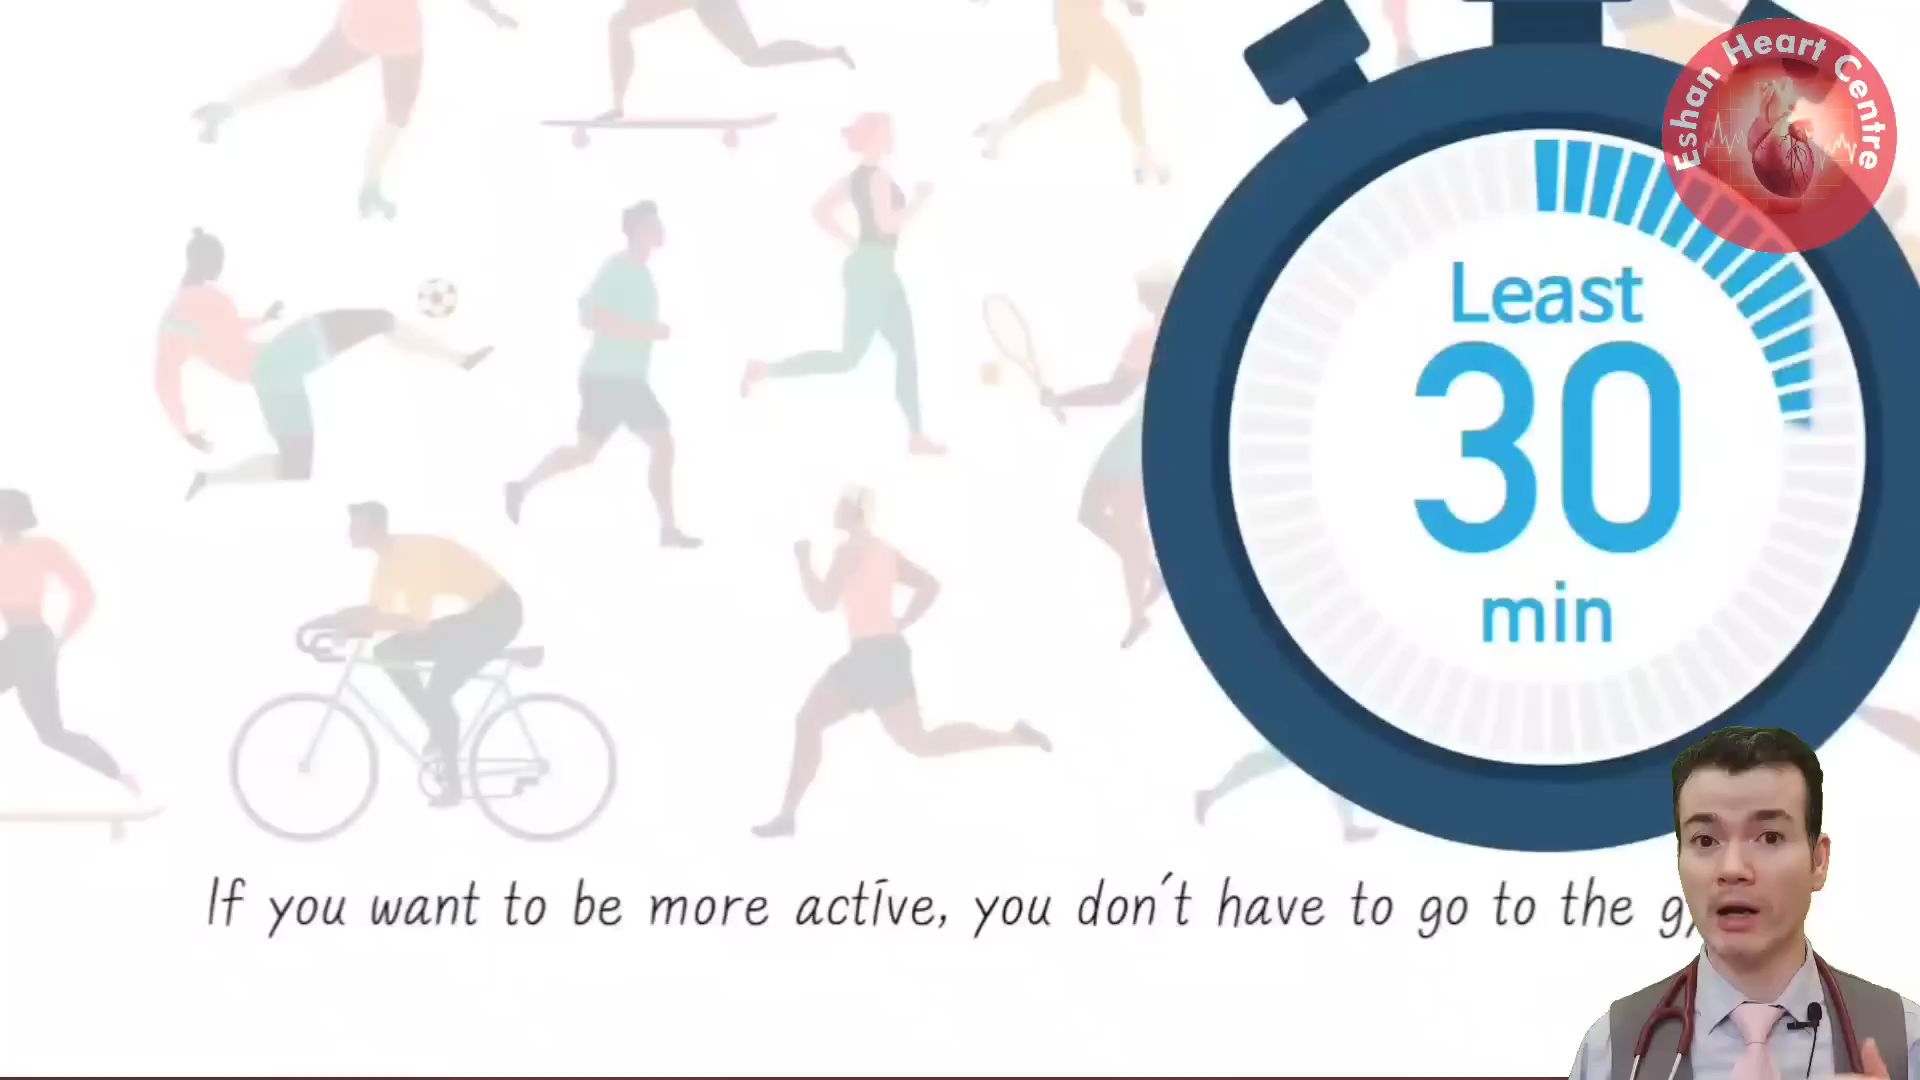 Eshan Heart Centre
Least
30
min
If you want to be more active, you don't have to go to the